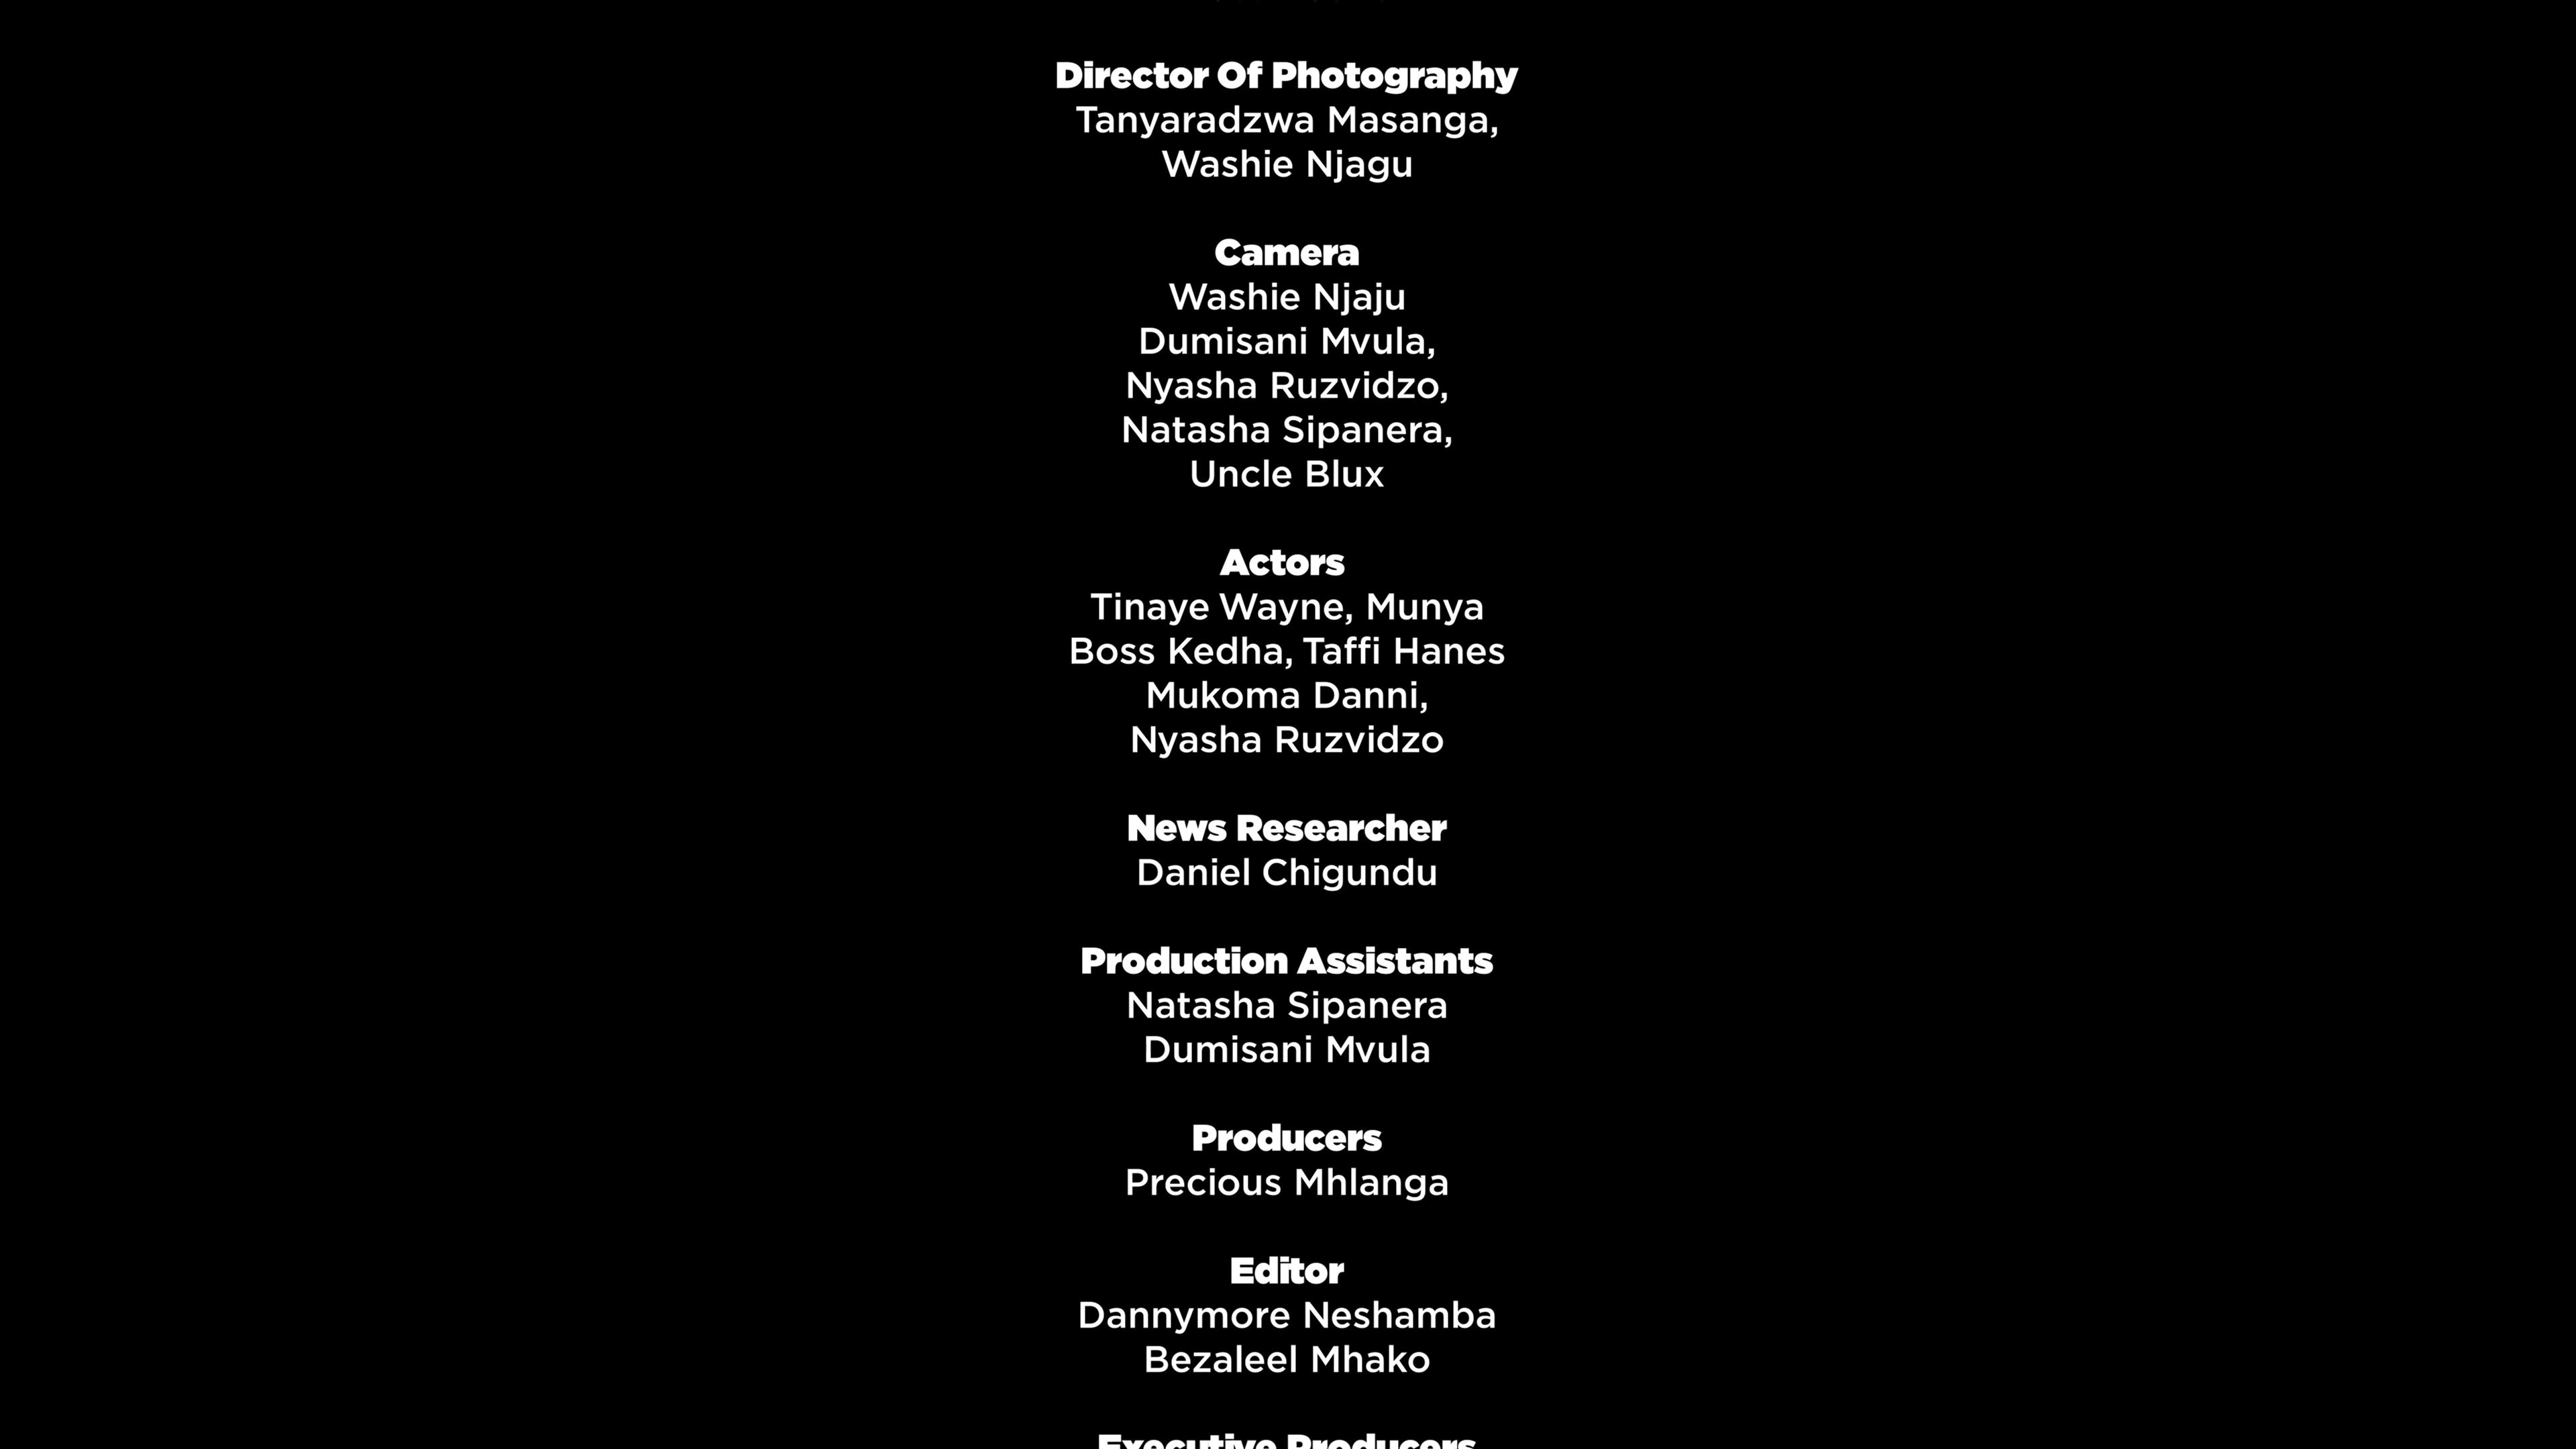 Director Of Photography
Tanyaradzwa Masanga,
Washie Njagu
Camera
Washie Njaju
Dumisani Mvula,
Nyasha Ruzvidzo,
Natasha Sipanera,
Uncle Blux
Actors
Tinaye Wayne, Munya
Boss Kedha, Taffi Hanes
Mukoma Danni,
Nyasha Ruzvidzo
News Researcher
Daniel Chigundu
Production Assistants
Natasha Sipanera
Dumisani Mvula
Producers
Precious Mhlanga
Editor
Dannymore Neshamba
Bezaleel Mhako
Executive Producers